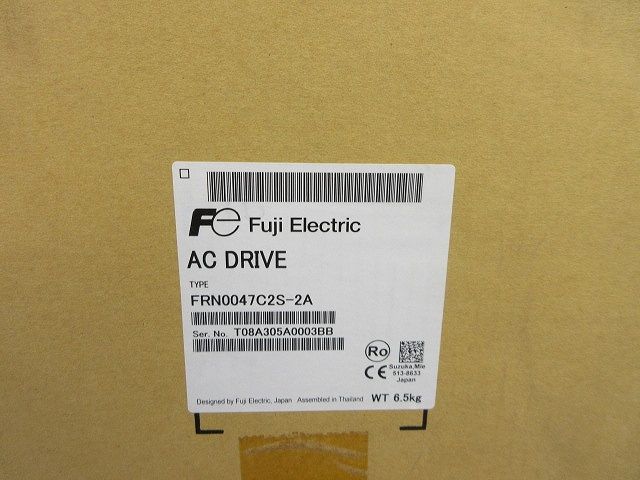 Fe Fuji Electric
AC DRIVE
TYPE
FRN0047C2S-2A
Ser. No. T08A305A0003BB
Ro
CE
Suzuka,Mie
513-8633
Japan
Designed by Fuji Electric, Japan Assembled in Thailand WT 6.5kg